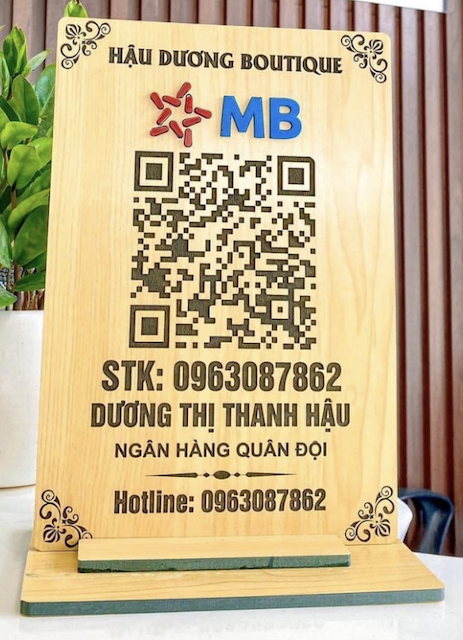 HẬU DƯƠNG BOUTIQUE
MB
STK: 0963087862
DƯƠNG THỊ THANH HẬU
NGÂN HÀNG QUÂN ĐỘI
Hotline: 0963087862